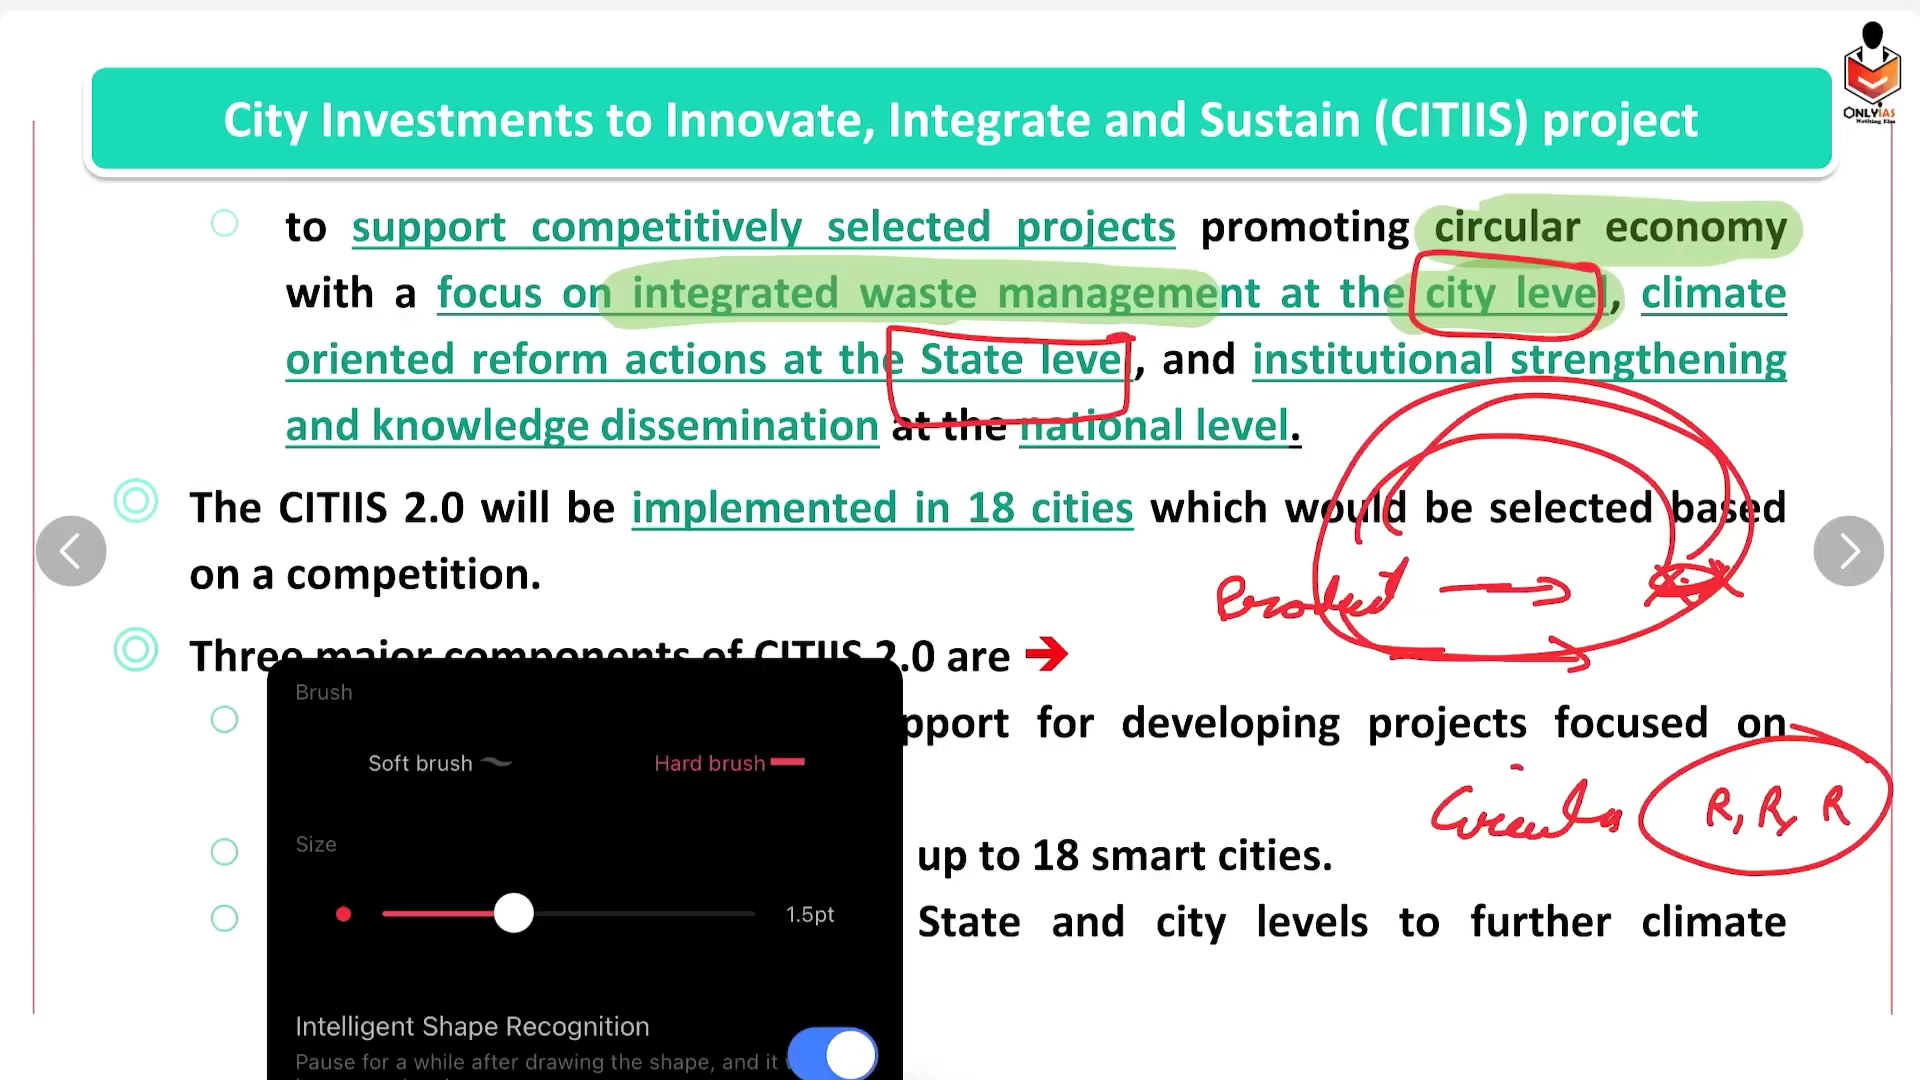 ONLYIAS
Nothing Else
City Investments to Innovate, Integrate and Sustain (CITIIS) project
to support competitively selected projects promoting circular economy
with a focus on integrated waste management at the city level, climate
oriented reform actions at the State level, and institutional strengthening
and knowledge dissemination at the national level.
The CITIIS 2.0 will be implemented in 18 cities which would be selected based
on a competition.
Product
Three major components of CITIIS 2.0 are
Brush
pport for developing projects focused on
Soft brush Hard brush
Circular R, R, R
Size
up to 18 smart cities.
1.5pt
State and city levels to further climate
Intelligent Shape Recognition
Pause for a while after drawing the shape, and it